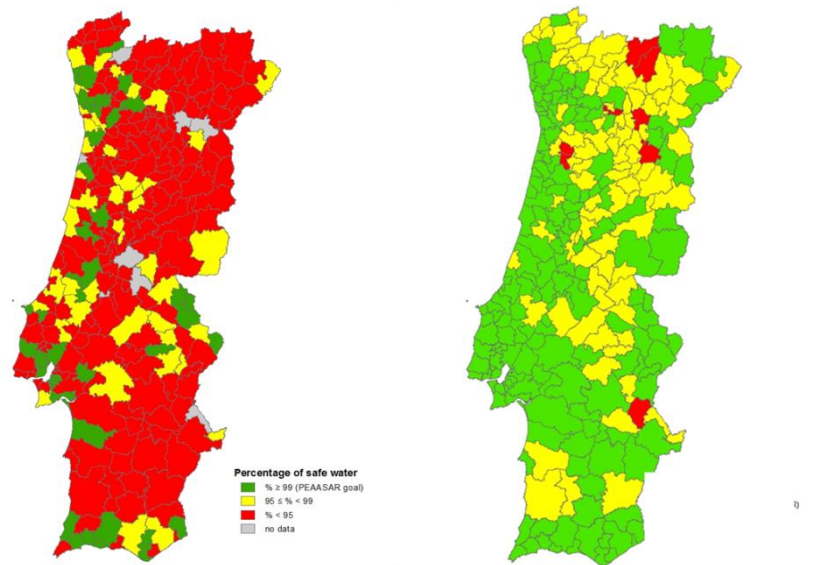 Percentage of safe water
% ≥ 99 (PEAASAR goal)
95 ≤ % < 99
% < 95
no data